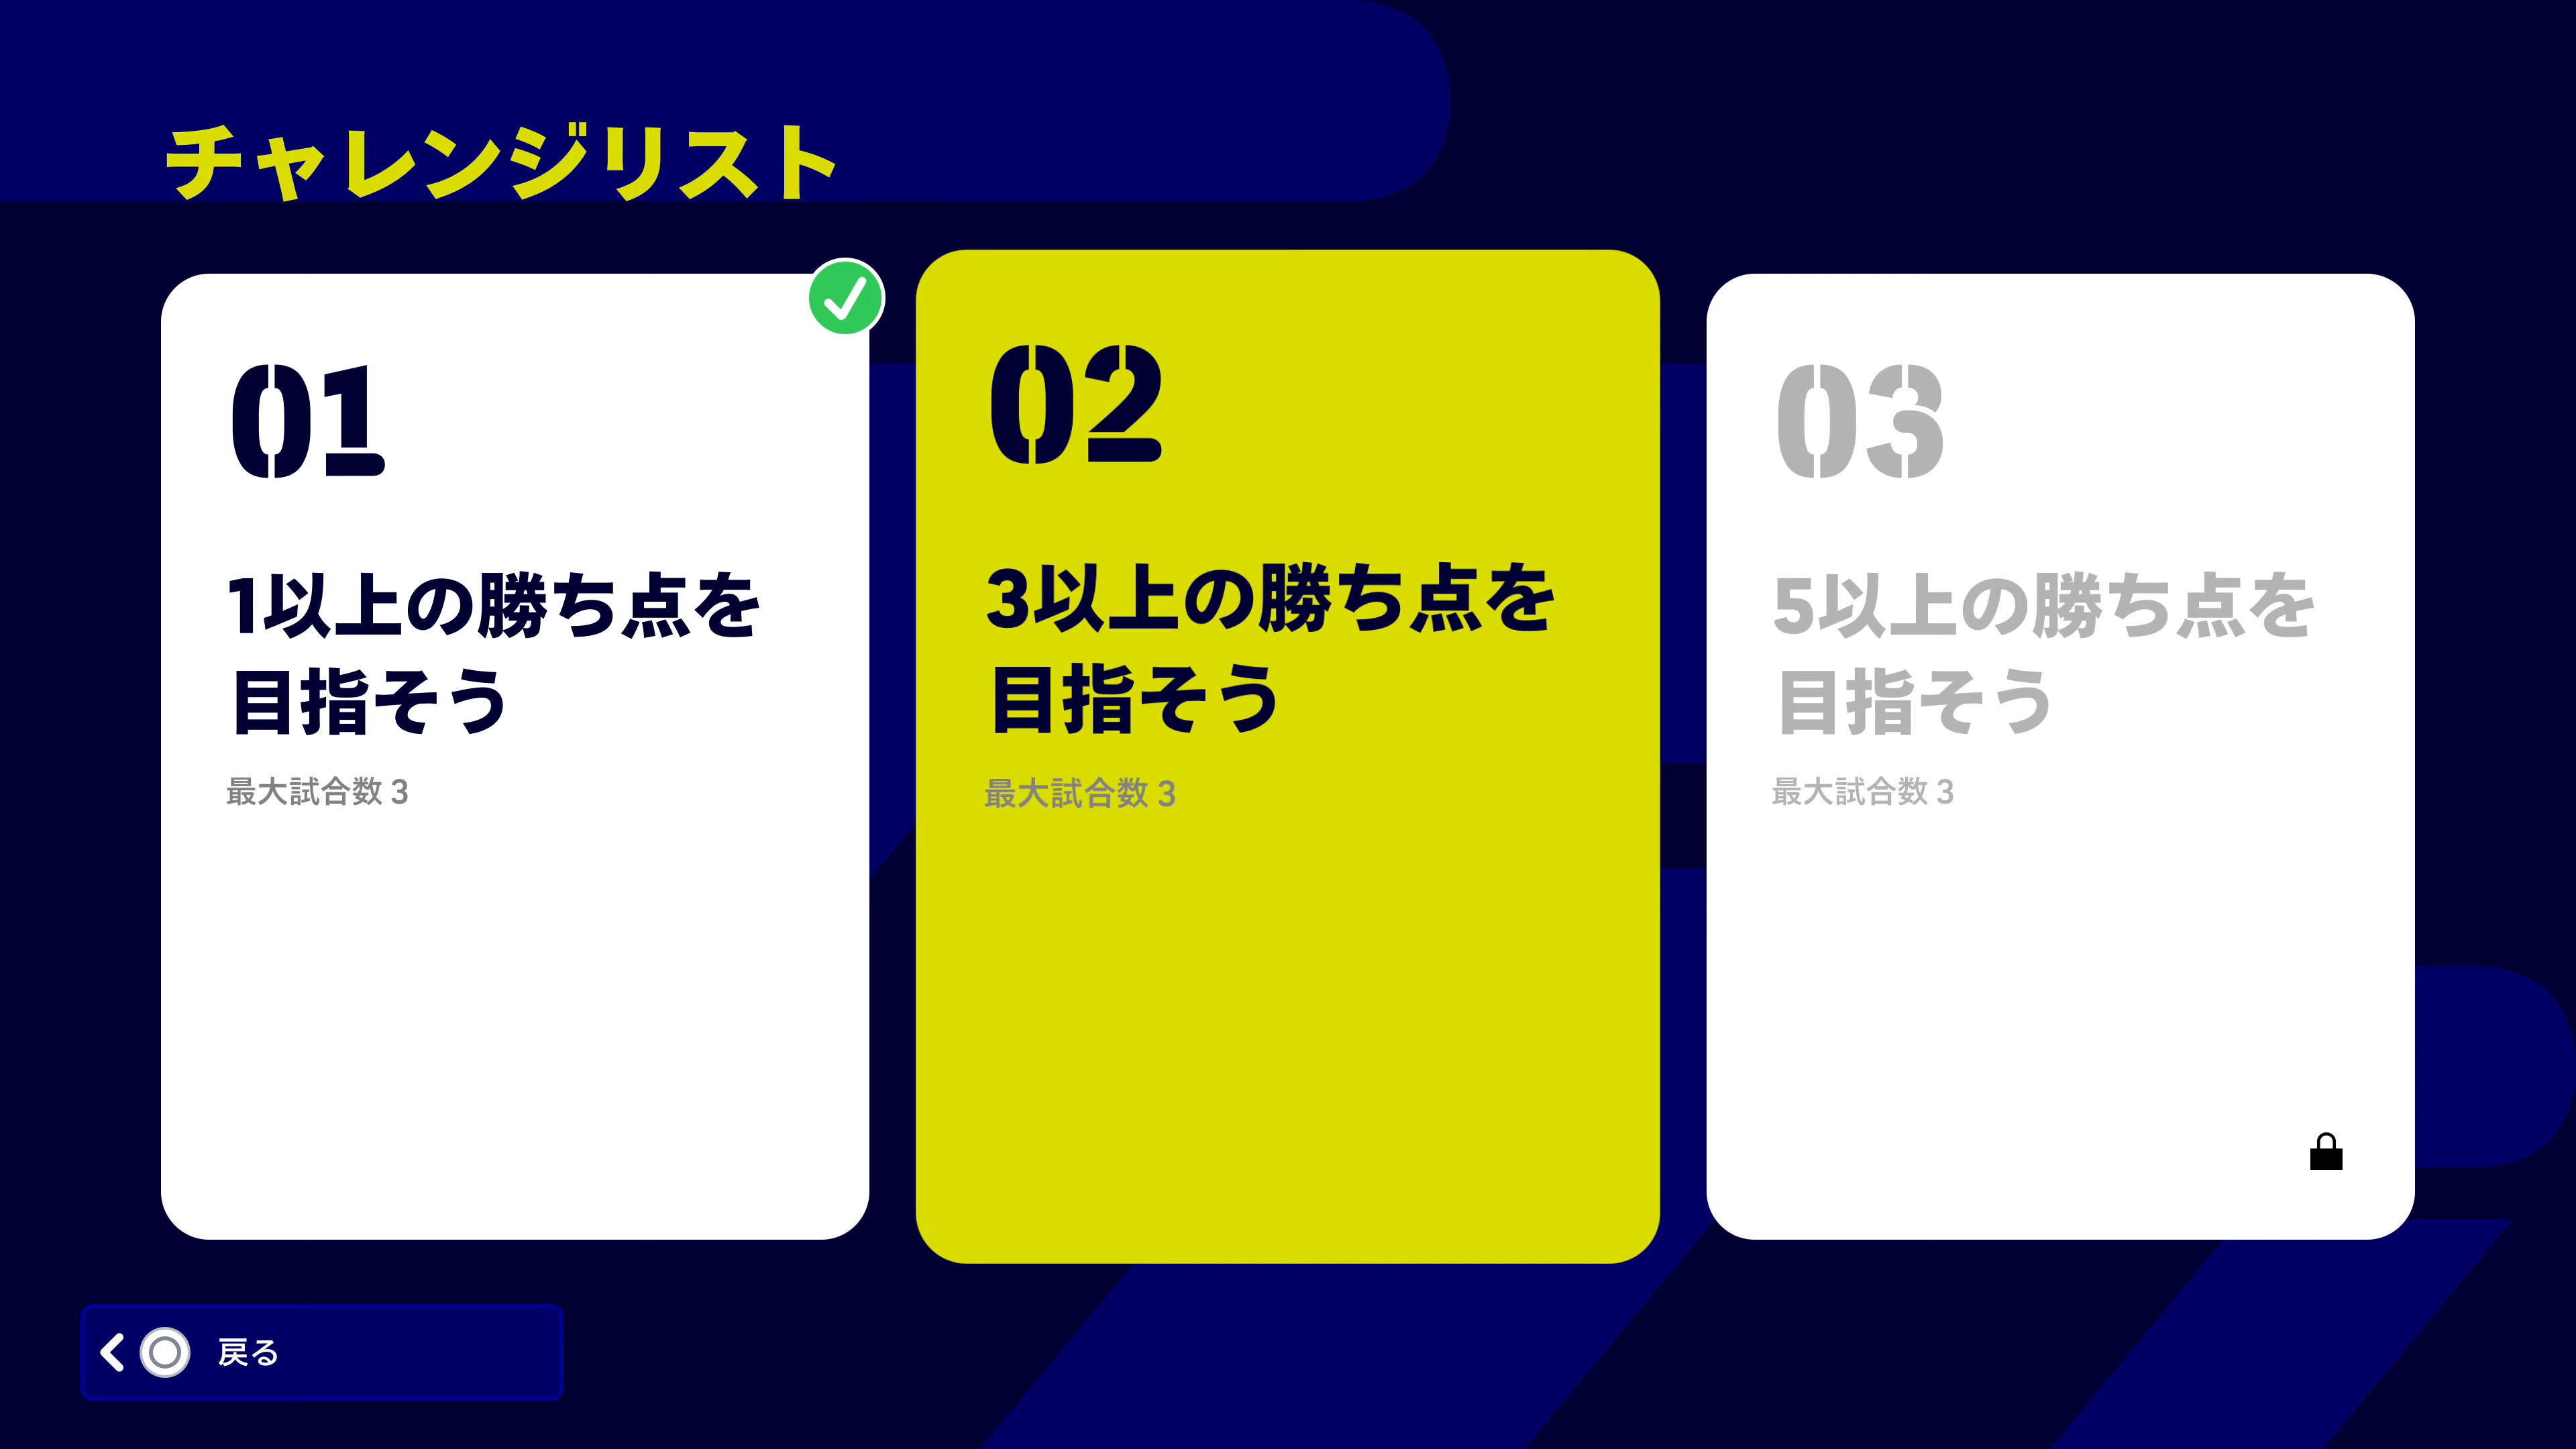 チャレンジリスト
01
1以上の勝ち点を
目指そう
最大試合数 3
02
3以上の勝ち点を
目指そう
最大試合数 3
03
5以上の勝ち点を
目指そう
最大試合数 3
戻る